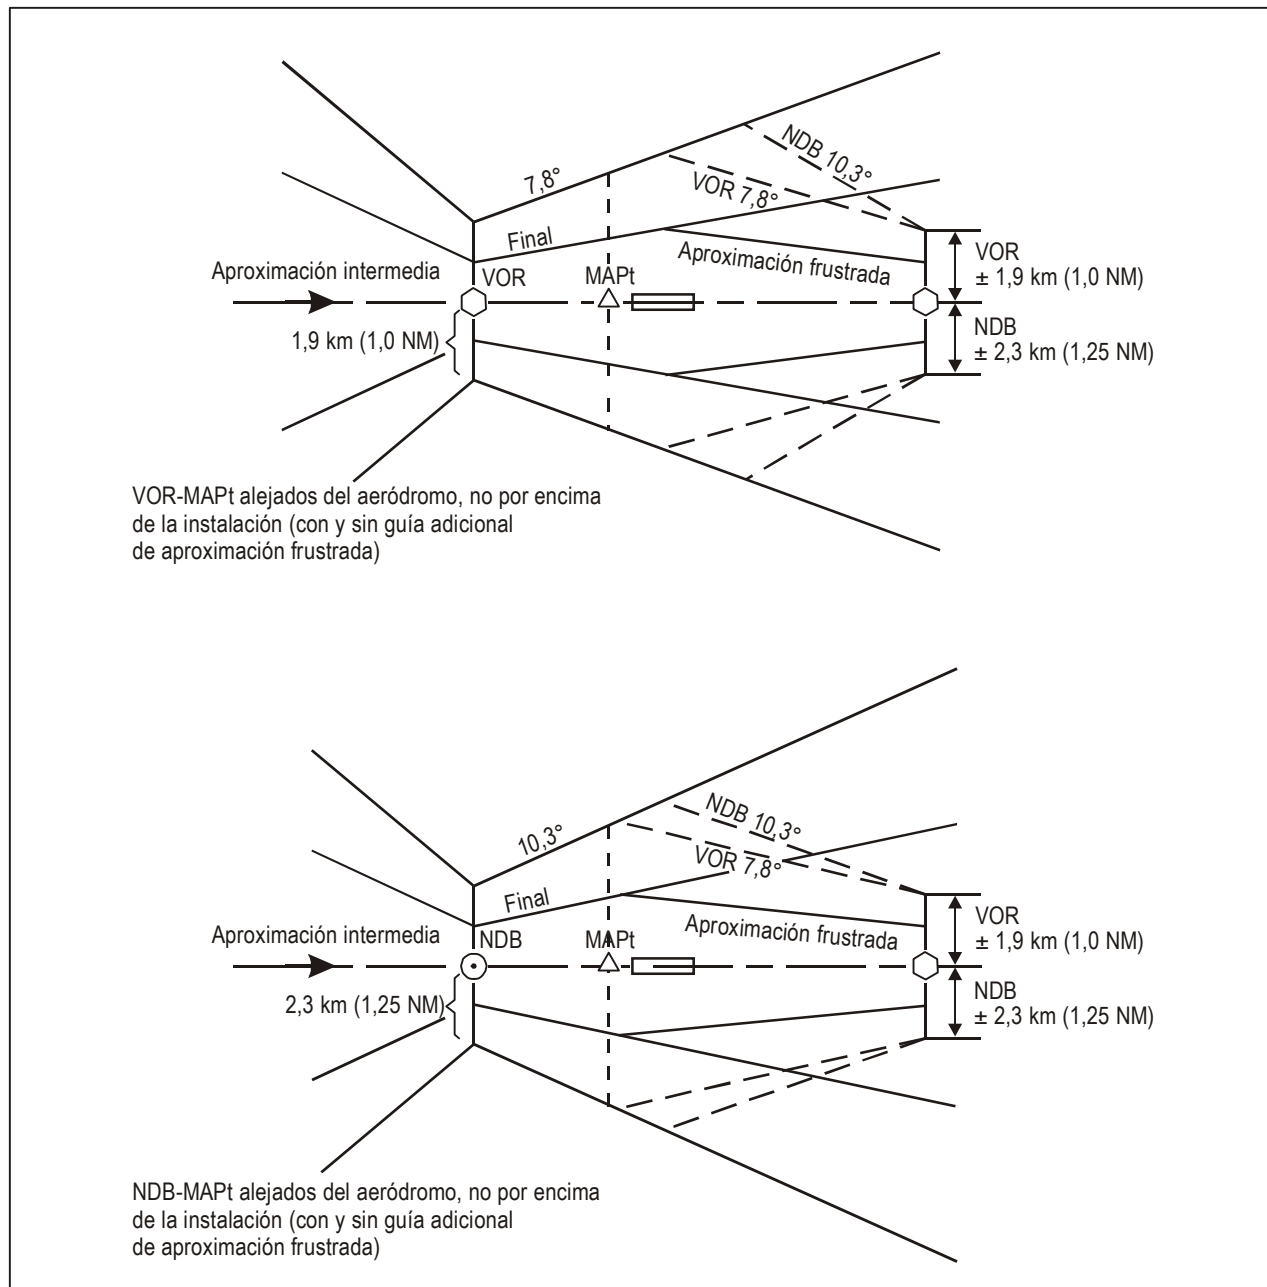 NDB 10,3°
7,8°
VOR 7,8°
Final
Aproximación frustrada
Aproximación intermedia
VOR
MAPt
VOR
± 1,9 km (1,0 NM)
1,9 km (1,0 NM)
NDB
± 2,3 km (1,25 NM)
VOR-MAPt alejados del aeródromo, no por encima
de la instalación (con y sin guía adicional
de aproximación frustrada)
NDB 10,3°
10,3°
VOR 7,8°
Final
Aproximación frustrada
Aproximación intermedia
NDB
MAPt
VOR
± 1,9 km (1,0 NM)
2,3 km (1,25 NM)
NDB
± 2,3 km (1,25 NM)
NDB-MAPt alejados del aeródromo, no por encima
de la instalación (con y sin guía adicional
de aproximación frustrada)